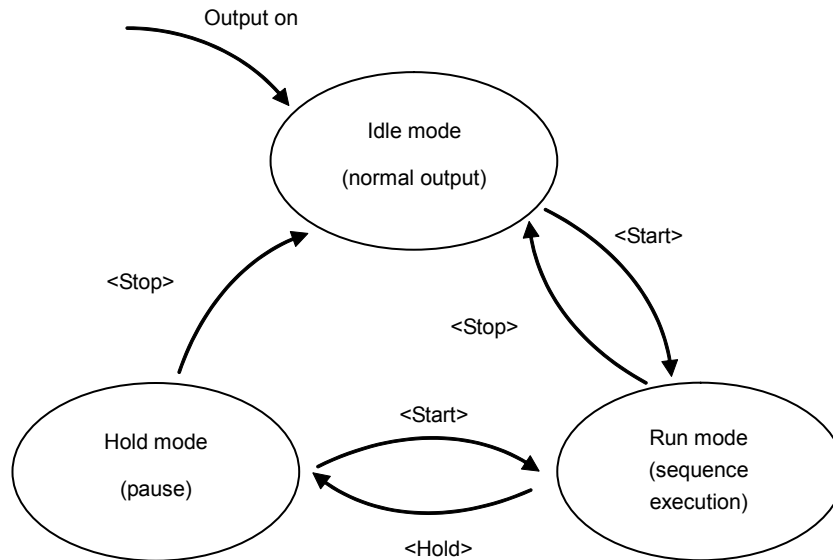 Output on
Idle mode
(normal output)
<Start>
<Stop>
<Stop>
<Start>
Hold mode
(pause)
Run mode
(sequence
execution)
<Hold>